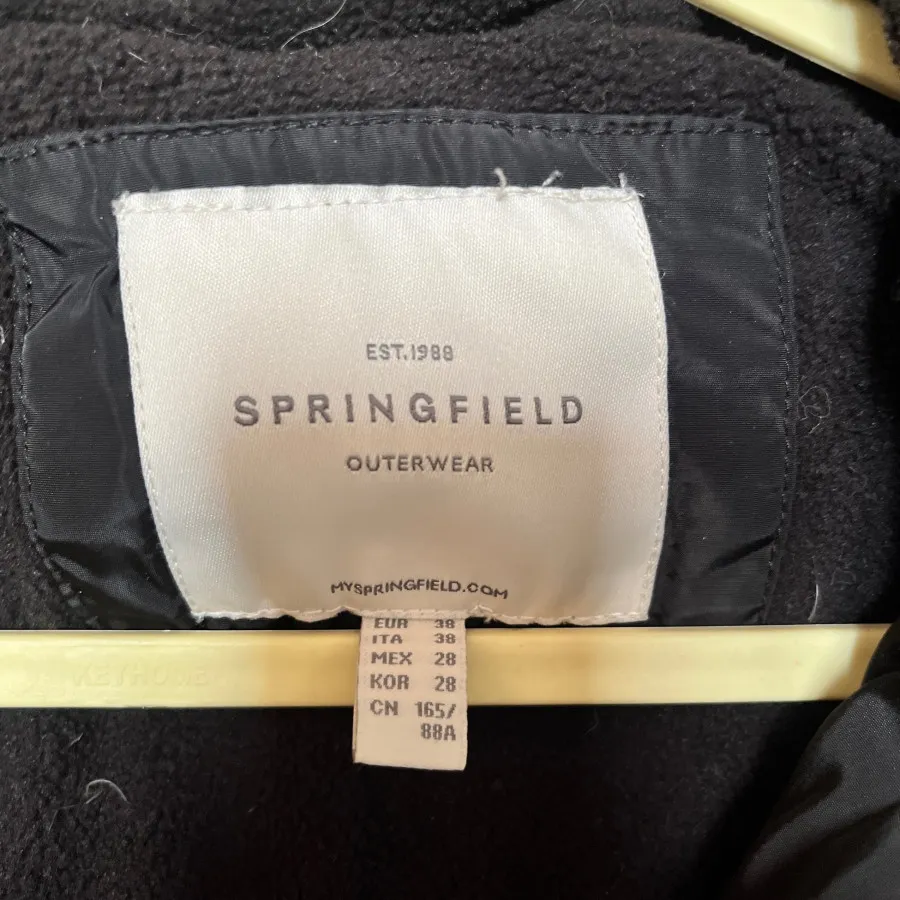 EST.1988
SPRINGFIELD
OUTERWEAR
MYSPRINGFIELD.COM
EUR 38
ITA 38
MEX 28
KOR 28
CN 165/
88A